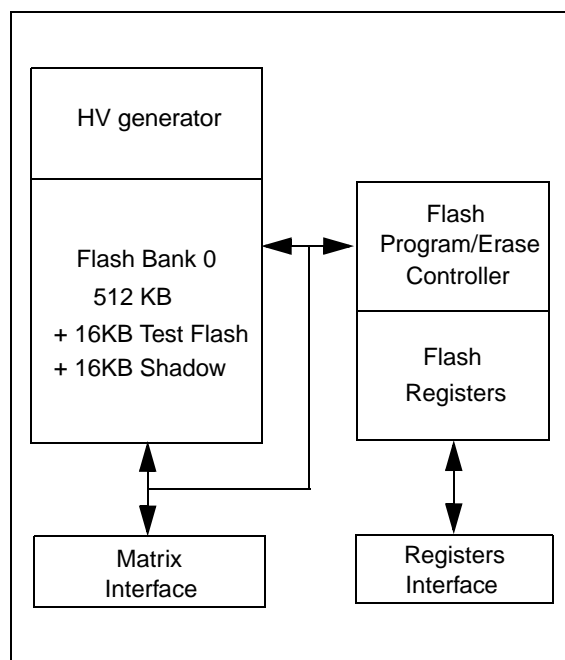 HV generator
Flash Bank 0
512 KB
+ 16KB Test Flash
+ 16KB Shadow
Flash
Program/Erase
Controller
Flash
Registers
Matrix
Interface
Registers
Interface